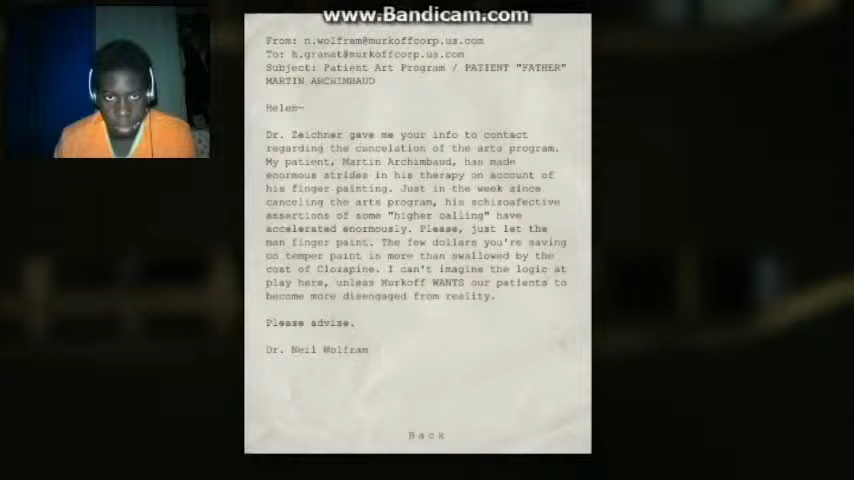 www.Bandicam.com
From: n.wolfram@murkoffcorp.us.com
To: h.granat@murkoffcorp.us.com
Subject: Patient Art Program / PATIENT "FATHER"
MARTIN ARCHIMBAUD
Helen—
Dr. Zeichner gave me your info to contact
regarding the cancelation of the arts program.
My patient, Martin Archimbaud, has made
enormous strides in his therapy on account of
his finger painting. Just in the week since
canceling the arts program, his schizoafective
assertions of some "higher calling" have
accelerated enormously. Please, just let the
man finger paint. The few dollars you're saving
on temper paint is more than swallowed by the
cost of Clozapine. I can't imagine the logic at
play here, unless Murkoff WANTS our patients to
become more disengaged from reality.
Please advise.
Dr. Neil Wolfram
Back